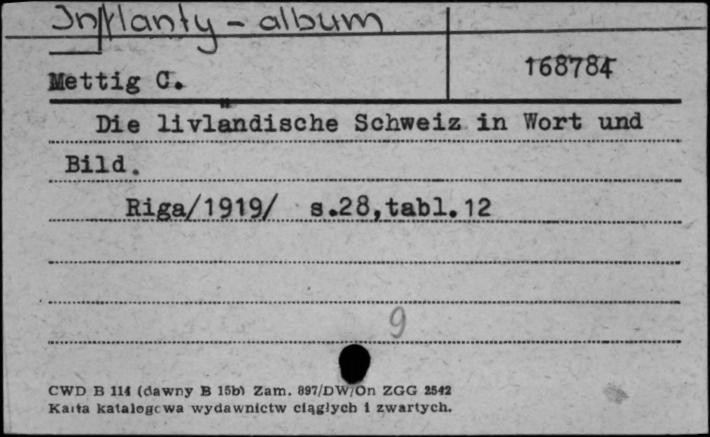 Inflanty - album
Mettig C.
168784
Die livländische Schweiz in Wort und
Bild.
Riga/1919/ s.28,tabl.12
9
CWD B 114 (dawny B 15b) Zam. 897/DW/On ZGG 2542
Karta katalogowa wydawnictw ciągłych i zwartych.